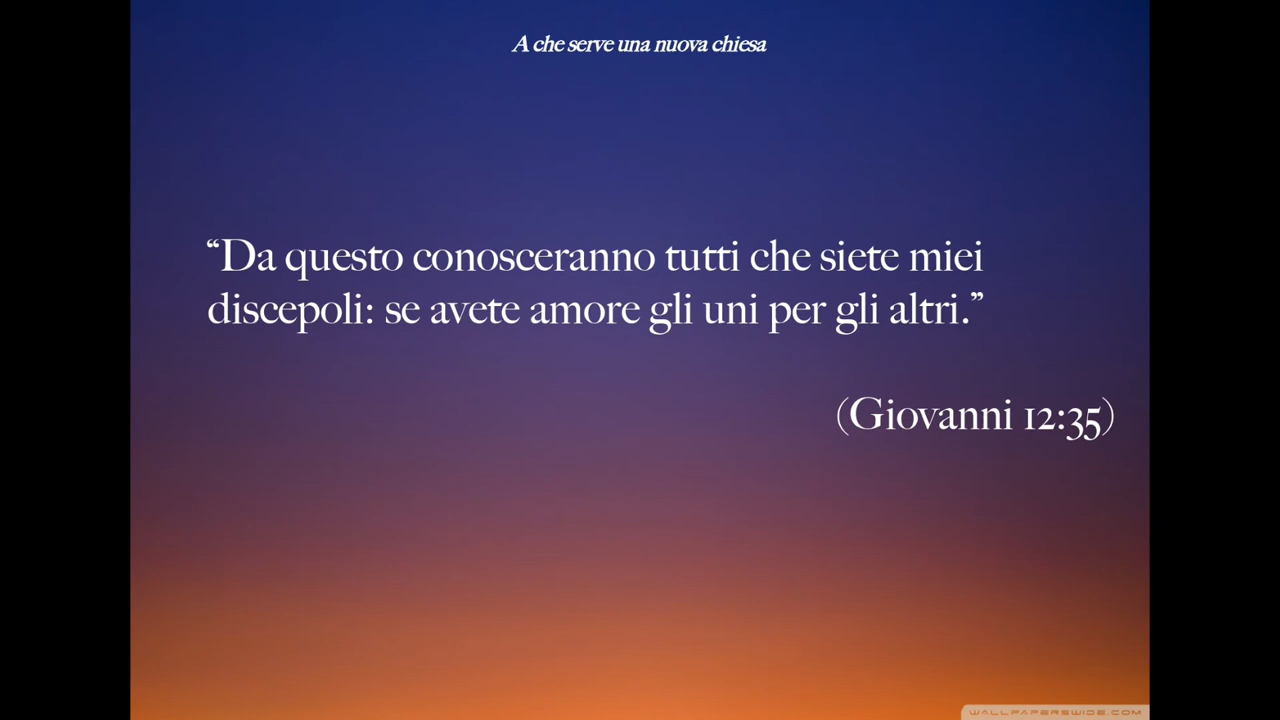 A che serve una nuova chiesa
“Da questo conosceranno tutti che siete miei
discepoli: se avete amore gli uni per gli altri.”
(Giovanni 12:35)
WALLPAPERSWIDE.COM